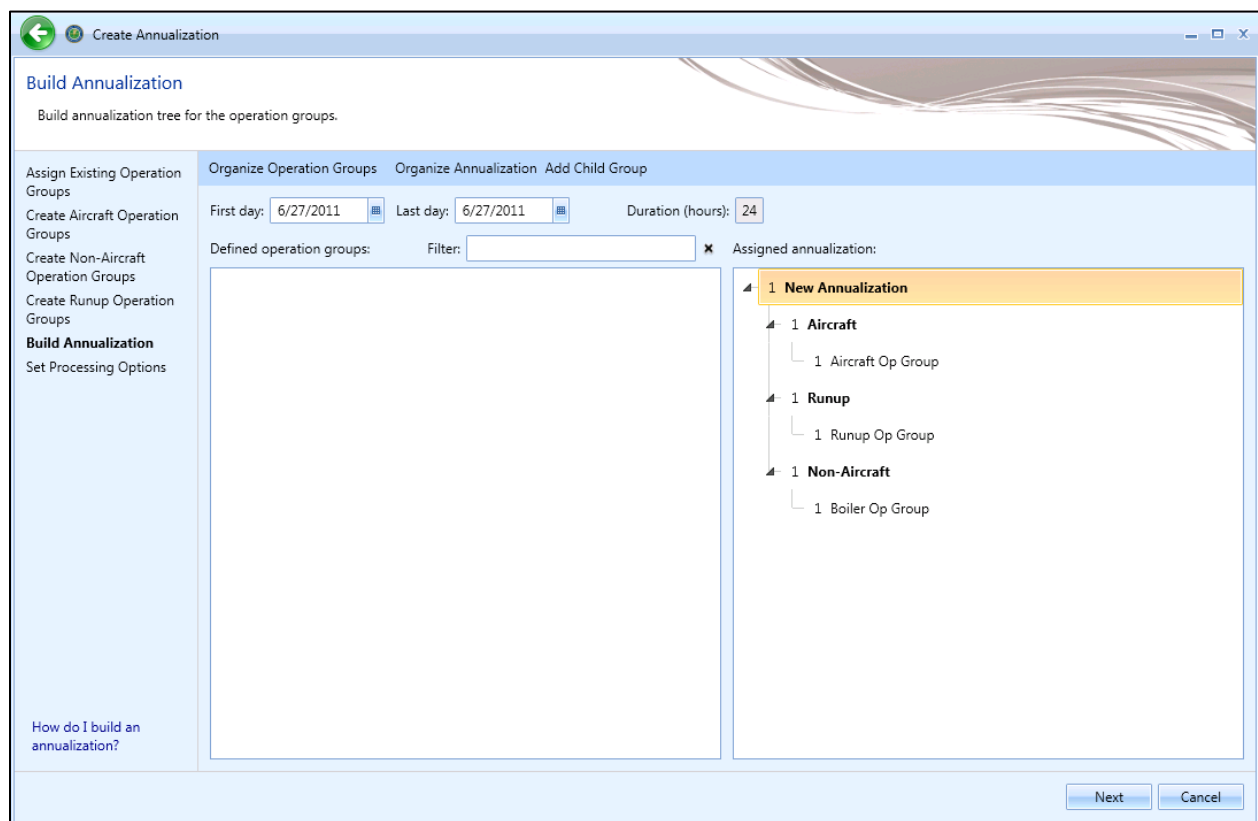 Create Annualization
Build Annualization
Build annualization tree for the operation groups.
Assign Existing Operation
Groups
Create Aircraft Operation
Groups
Create Non-Aircraft
Operation Groups
Create Runup Operation
Groups
Build Annualization
Set Processing Options
How do I build an
annualization?
Organize Operation Groups Organize Annualization Add Child Group
First day: 6/27/2011 Last day: 6/27/2011 Duration (hours): 24
Defined operation groups: Filter: Assigned annualization:
1 New Annualization
1 Aircraft
1 Aircraft Op Group
1 Runup
1 Runup Op Group
1 Non-Aircraft
1 Boiler Op Group
Next Cancel